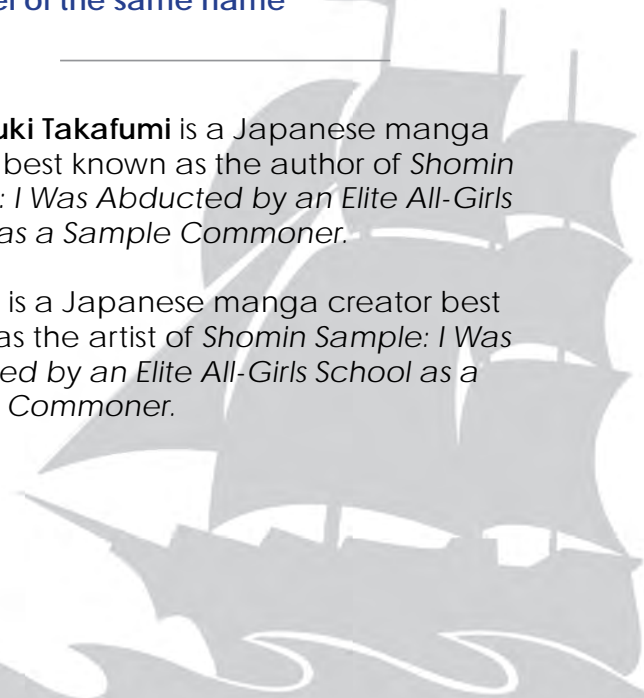 el of the same name
uki Takafumi is a Japanese manga
best known as the author of Shomin
: I Was Abducted by an Elite All-Girls
as a Sample Commoner.
is a Japanese manga creator best
as the artist of Shomin Sample: I Was
ed by an Elite All-Girls School as a
Commoner.